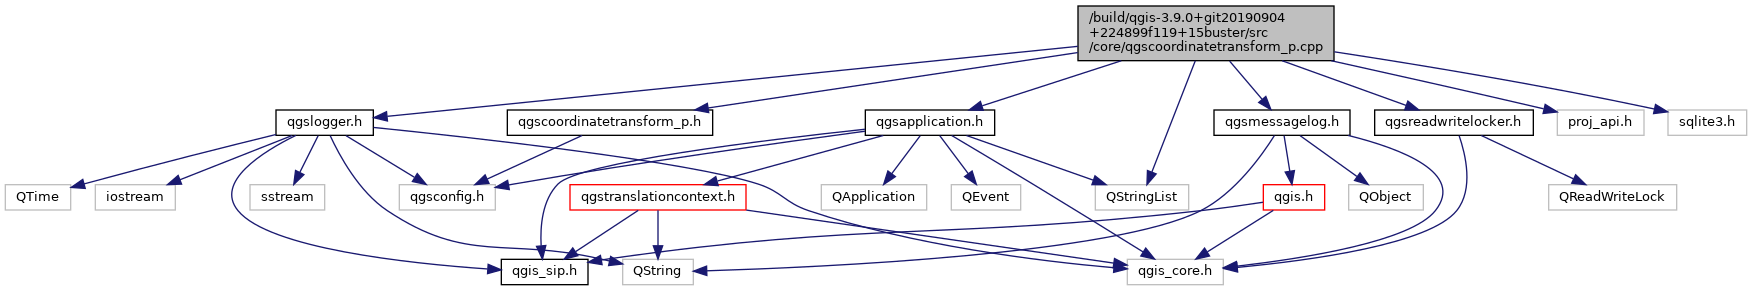 /build/qgis-3.9.0+git20190904
+224899f119+15buster/src
/core/qgscoordinatetransform_p.cpp
qgslogger.h
qgscoordinatetransform_p.h
qgsapplication.h
qgsmessagelog.h
qgsreadwritelocker.h
proj_api.h
sqlite3.h
QTime
iostream
sstream
qgsconfig.h
qgstranslationcontext.h
QApplication
QEvent
QStringList
qgis.h
QObject
QReadWriteLock
qgis_sip.h
QString
qgis_core.h